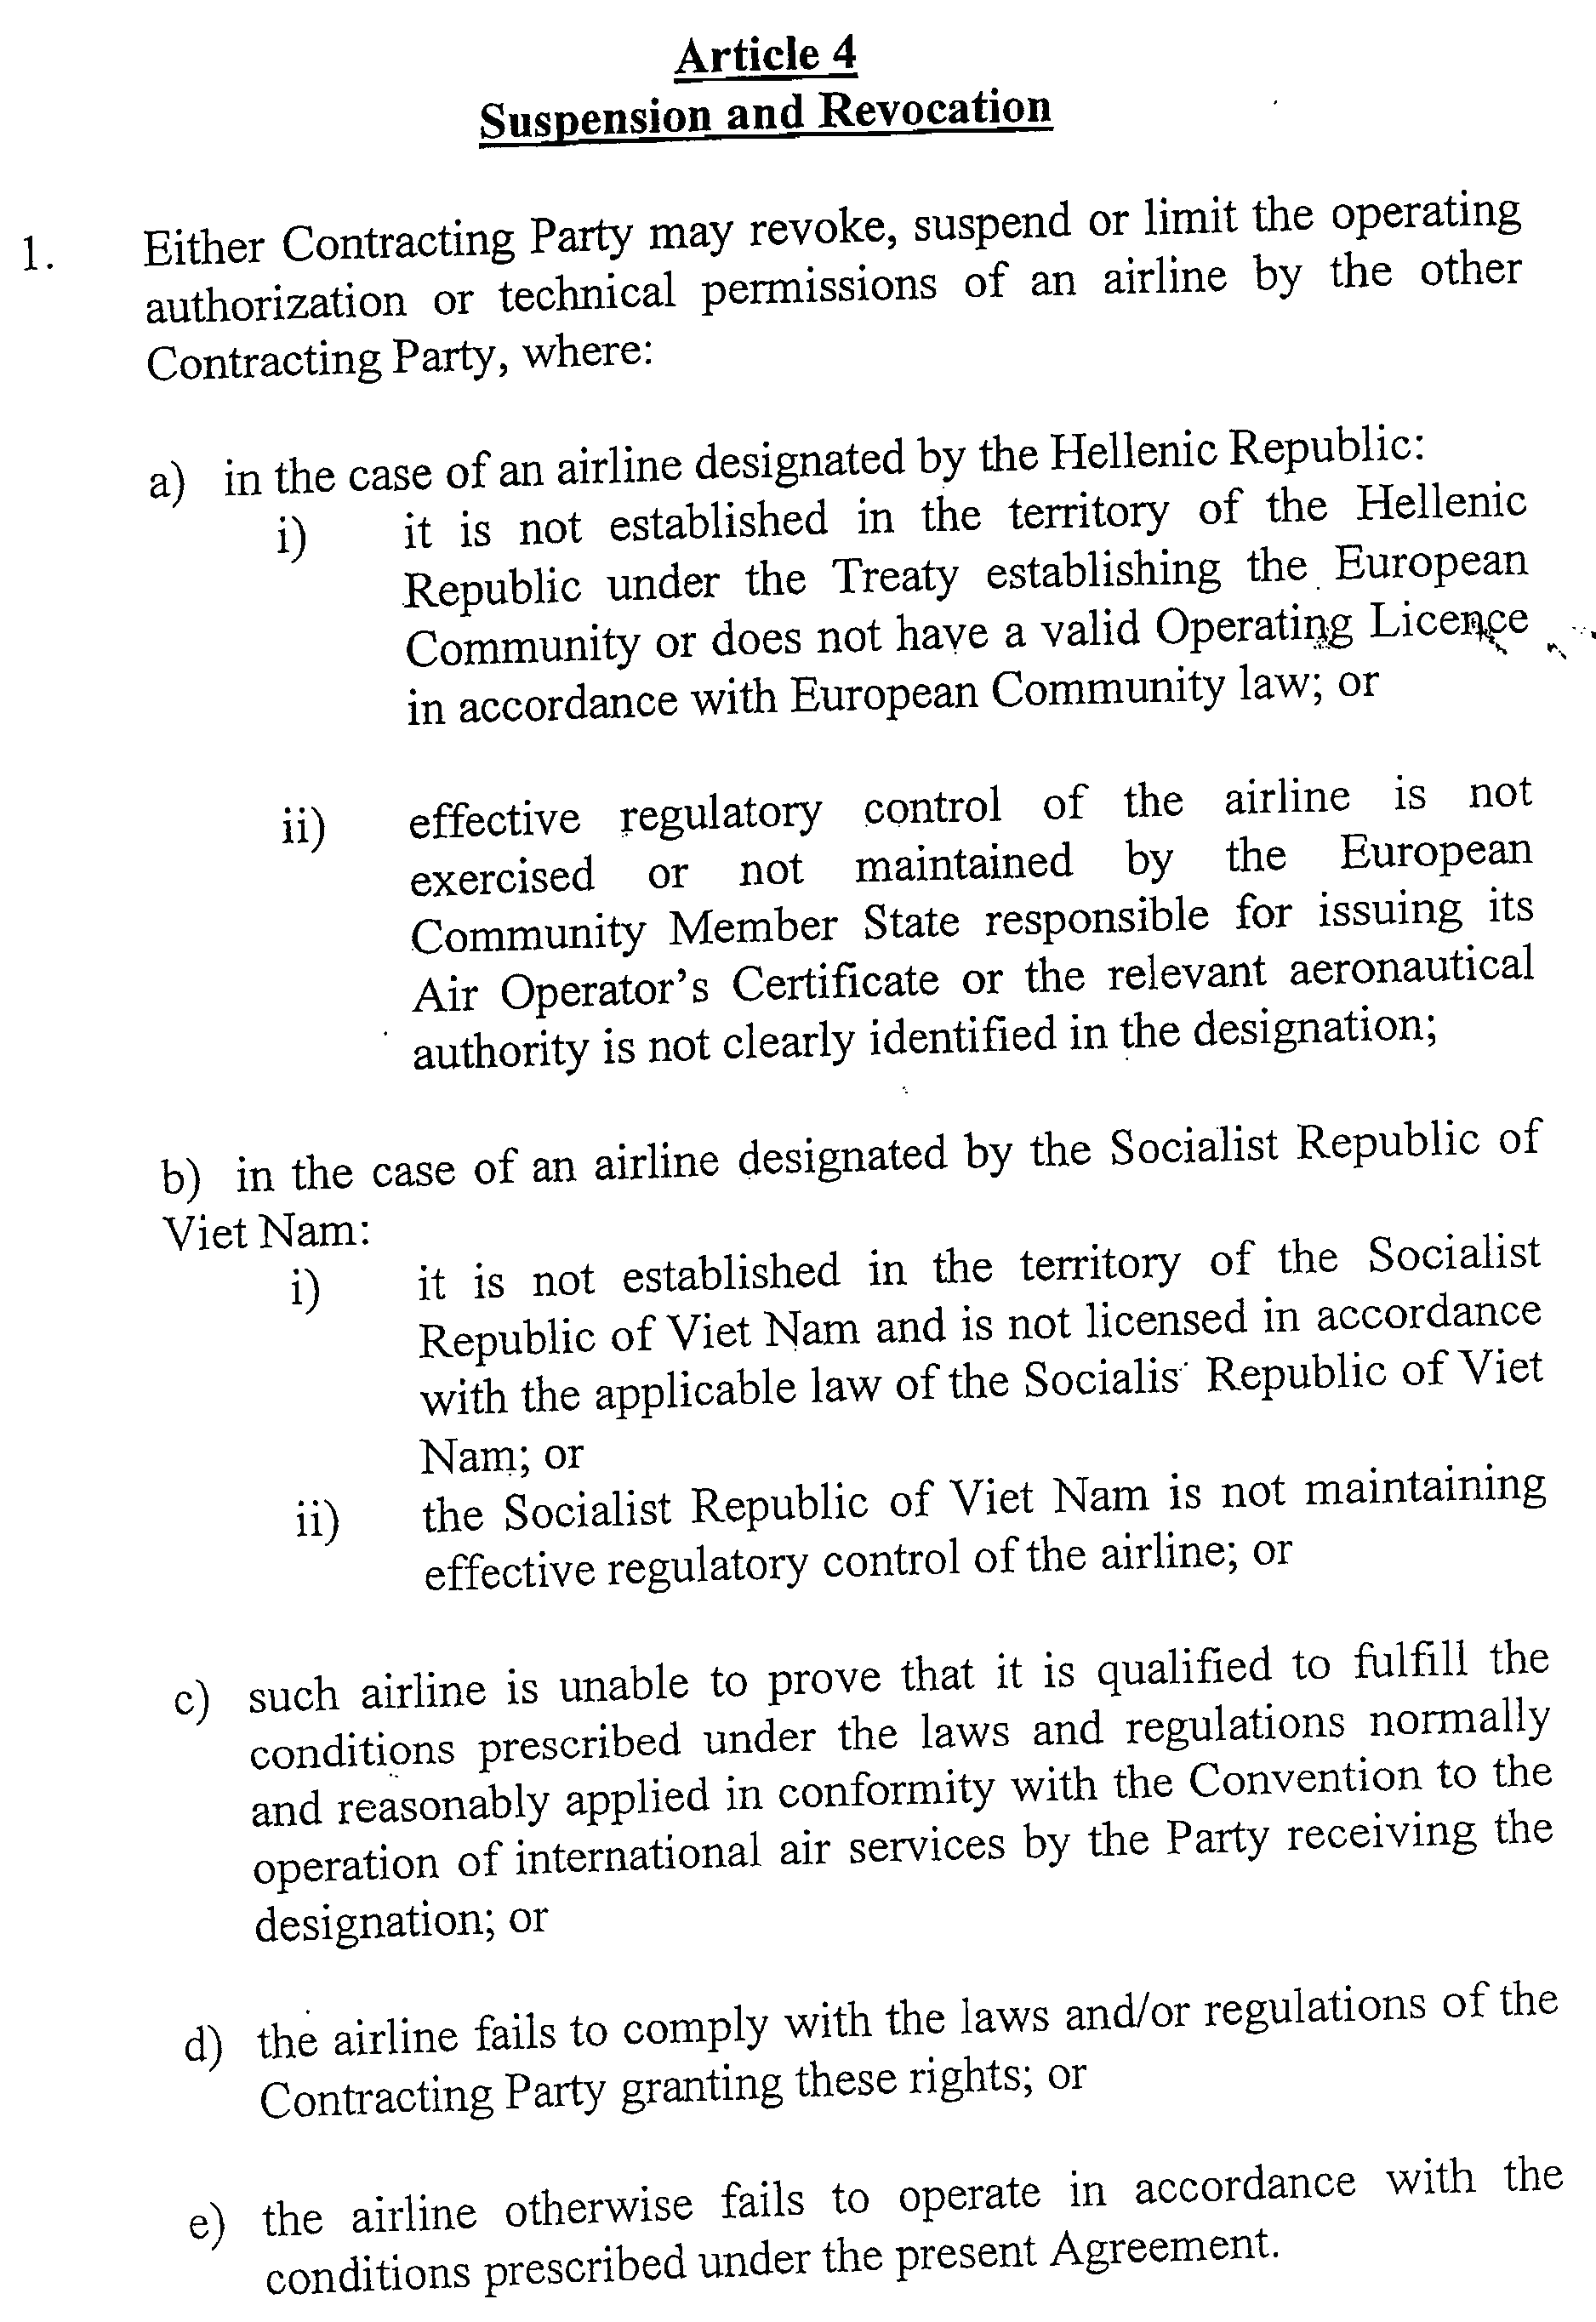 Article 4
Suspension and Revocation
1. Either Contracting Party may revoke, suspend or limit the operating
authorization or technical permissions of an airline by the other
Contracting Party, where:
a) in the case of an airline designated by the Hellenic Republic:
i) it is not established in the territory of the Hellenic
Republic under the Treaty establishing the European
Community or does not have a valid Operating Licence
in accordance with European Community law; or
ii) effective regulatory control of the airline is not
exercised or not maintained by the European
Community Member State responsible for issuing its
Air Operator's Certificate or the relevant aeronautical
authority is not clearly identified in the designation;
b) in the case of an airline designated by the Socialist Republic of
Viet Nam:
i) it is not established in the territory of the Socialist
Republic of Viet Nam and is not licensed in accordance
with the applicable law of the Socialis Republic of Viet
Nam; or
ii) the Socialist Republic of Viet Nam is not maintaining
effective regulatory control of the airline; or
c) such airline is unable to prove that it is qualified to fulfill the
conditions prescribed under the laws and regulations normally
and reasonably applied in conformity with the Convention to the
operation of international air services by the Party receiving the
designation; or
d) the airline fails to comply with the laws and/or regulations of the
Contracting Party granting these rights; or
e) the airline otherwise fails to operate in accordance with the
conditions prescribed under the present Agreement.